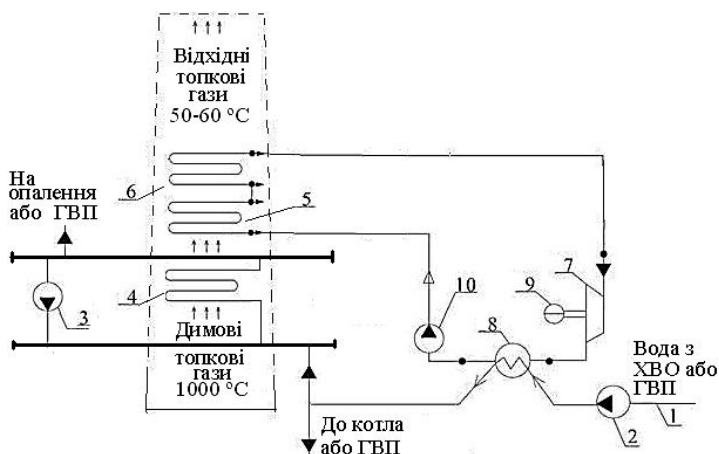 Відхідні
топкові
гази
50-60 °C
На
опалення
або ГВП
6
5
7
4
3
10
9
8
Димові
топкові
гази
1000 °C
Вода з
ХВО або
ГВП
До котла
або ГВП
2
1